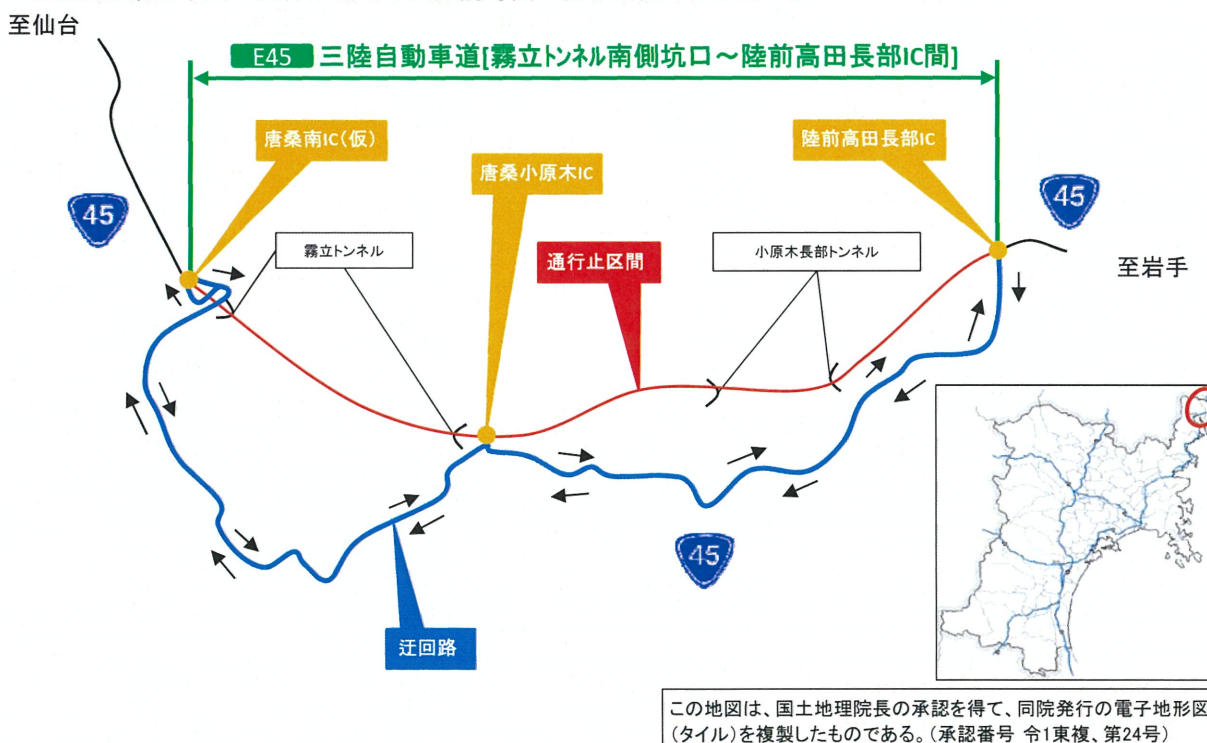 至仙台
E45 三陸自動車道[霧立トンネル南側坑口～陸前高田長部IC間]
唐桑南IC(仮)
陸前高田長部IC
唐桑小原木IC
45
45
霧立トンネル
通行止区間
小原木長部トンネル
至岩手
45
迂回路
この地図は、国土地理院長の承認を得て、同院発行の電子地形図
(タイル)を複製したものである。(承認番号 令1東複、第24号)